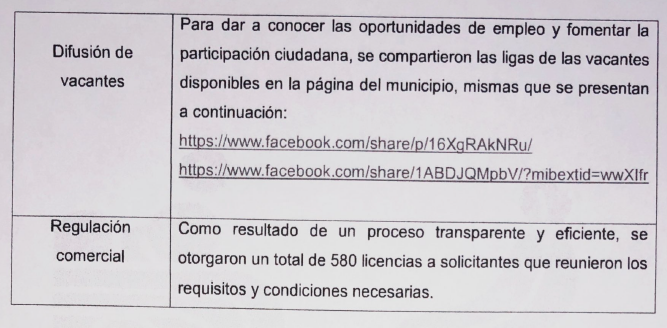 Difusión de
vacantes
Para dar a conocer las oportunidades de empleo y fomentar la
participación ciudadana, se compartieron las ligas de las vacantes
disponibles en la página del municipio, mismas que se presentan
a continuación:
https://www.facebook.com/share/p/16XgRAkNRu/
https://www.facebook.com/share/1ABDJQMpbV/?mibextid=wwXIfr
Regulación
comercial
Como resultado de un proceso transparente y eficiente, se
otorgaron un total de 580 licencias a solicitantes que reunieron los
requisitos y condiciones necesarias.